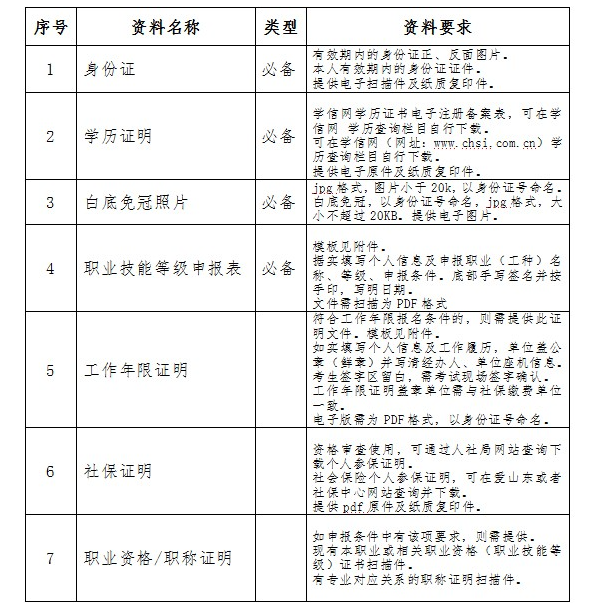 序号 资料名称 类型 资料要求
1 身份证 必备
有效期内的身份证正、反面图片。
本人有效期内的身份证证件。
提供电子扫描件及纸质复印件。
2 学历证明 必备
学信网学历证书电子注册备案表，可在学
信网 学历查询栏目自行下载。
可在学信网（网址：www.chsi.com.cn）学
历查询栏目自行下载。
提供电子原件及纸质复印件。
3 白底免冠照片 必备
jpg格式，图片小于20k，以身份证号命名。
白底免冠，以身份证号命名，jpg格式，大
小不超过20KB。提供电子图片。
4 职业技能等级申报表 必备
模板见附件。
据实填写个人信息及申报职业（工种）名
称、等级、申报条件。底部手写签名并按
手印，写明日期。
文件需扫描为PDF格式
5 工作年限证明
符合工作年限报名条件的，则需提供此证
明文件。模板见附件。
如实填写个人信息及工作履历，单位盖公
章（鲜章）并写清经办人、单位座机信息。
考生签字区留白，需考试现场签字确认。
工作年限证明盖章单位需与社保缴费单位
一致。
电子版需为PDF格式，以身份证号命名。
6 社保证明
资格审查使用，可通过人社局网站查询下
载个人参保证明。
社会保险个人参保证明，可在爱山东或者
社保中心网站查询并下载。
提供pdf原件及纸质复印件。
7 职业资格/职称证明
如申报条件中有该项要求，则需提供。
现有本职业或相关职业资格（职业技能等
级）证书扫描件。
有专业对应关系的职称证明扫描件。